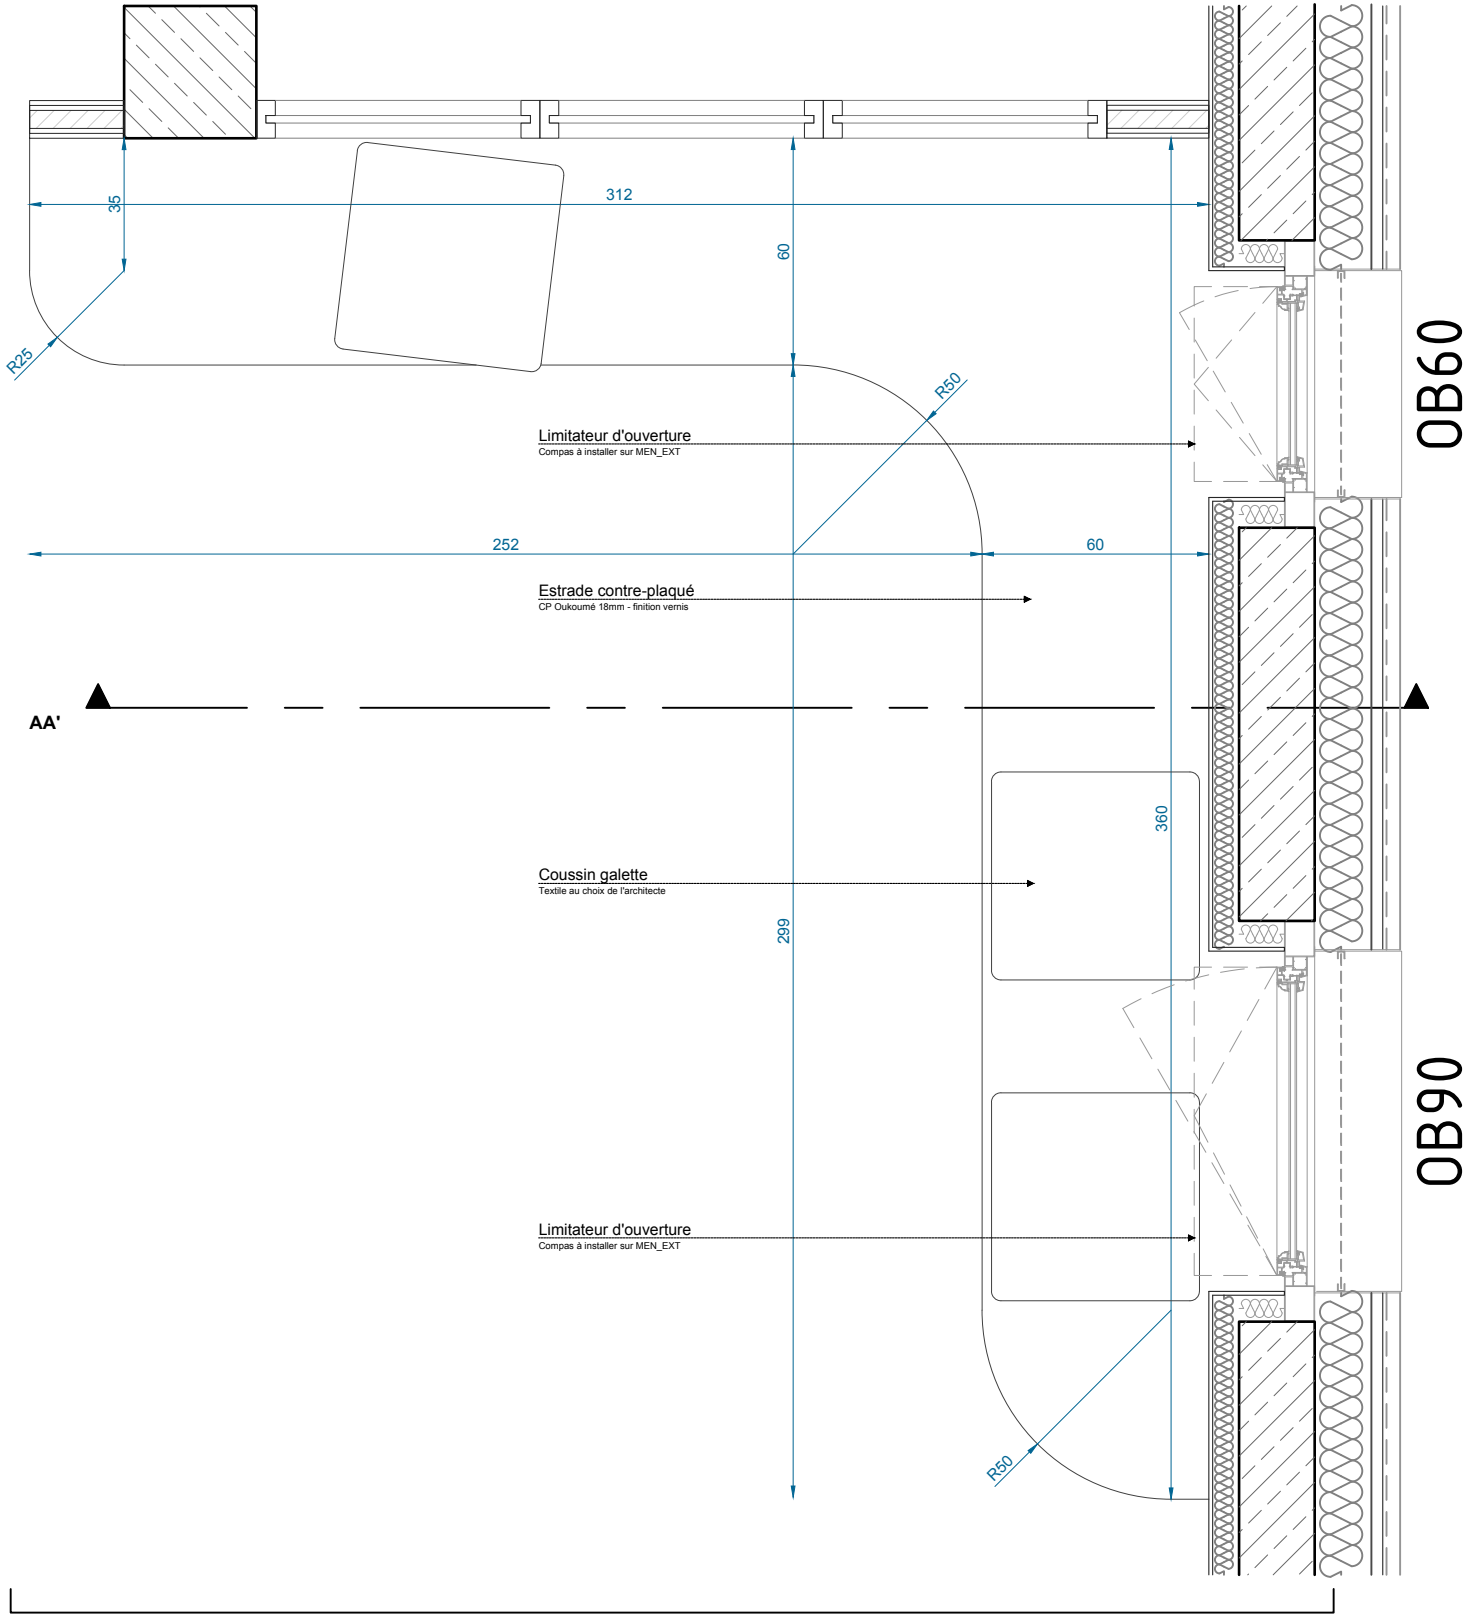 35
312
60
R25
R50
OB60
Limitateur d'ouverture
Compas à installer sur MEN_EXT
252
60
Estrade contre-plaqué
CP Oukoumé 18mm - finition vernis
AA'
360
Coussin galette
Textile au choix de l'architecte
299
OB90
Limitateur d'ouverture
Compas à installer sur MEN_EXT
R50